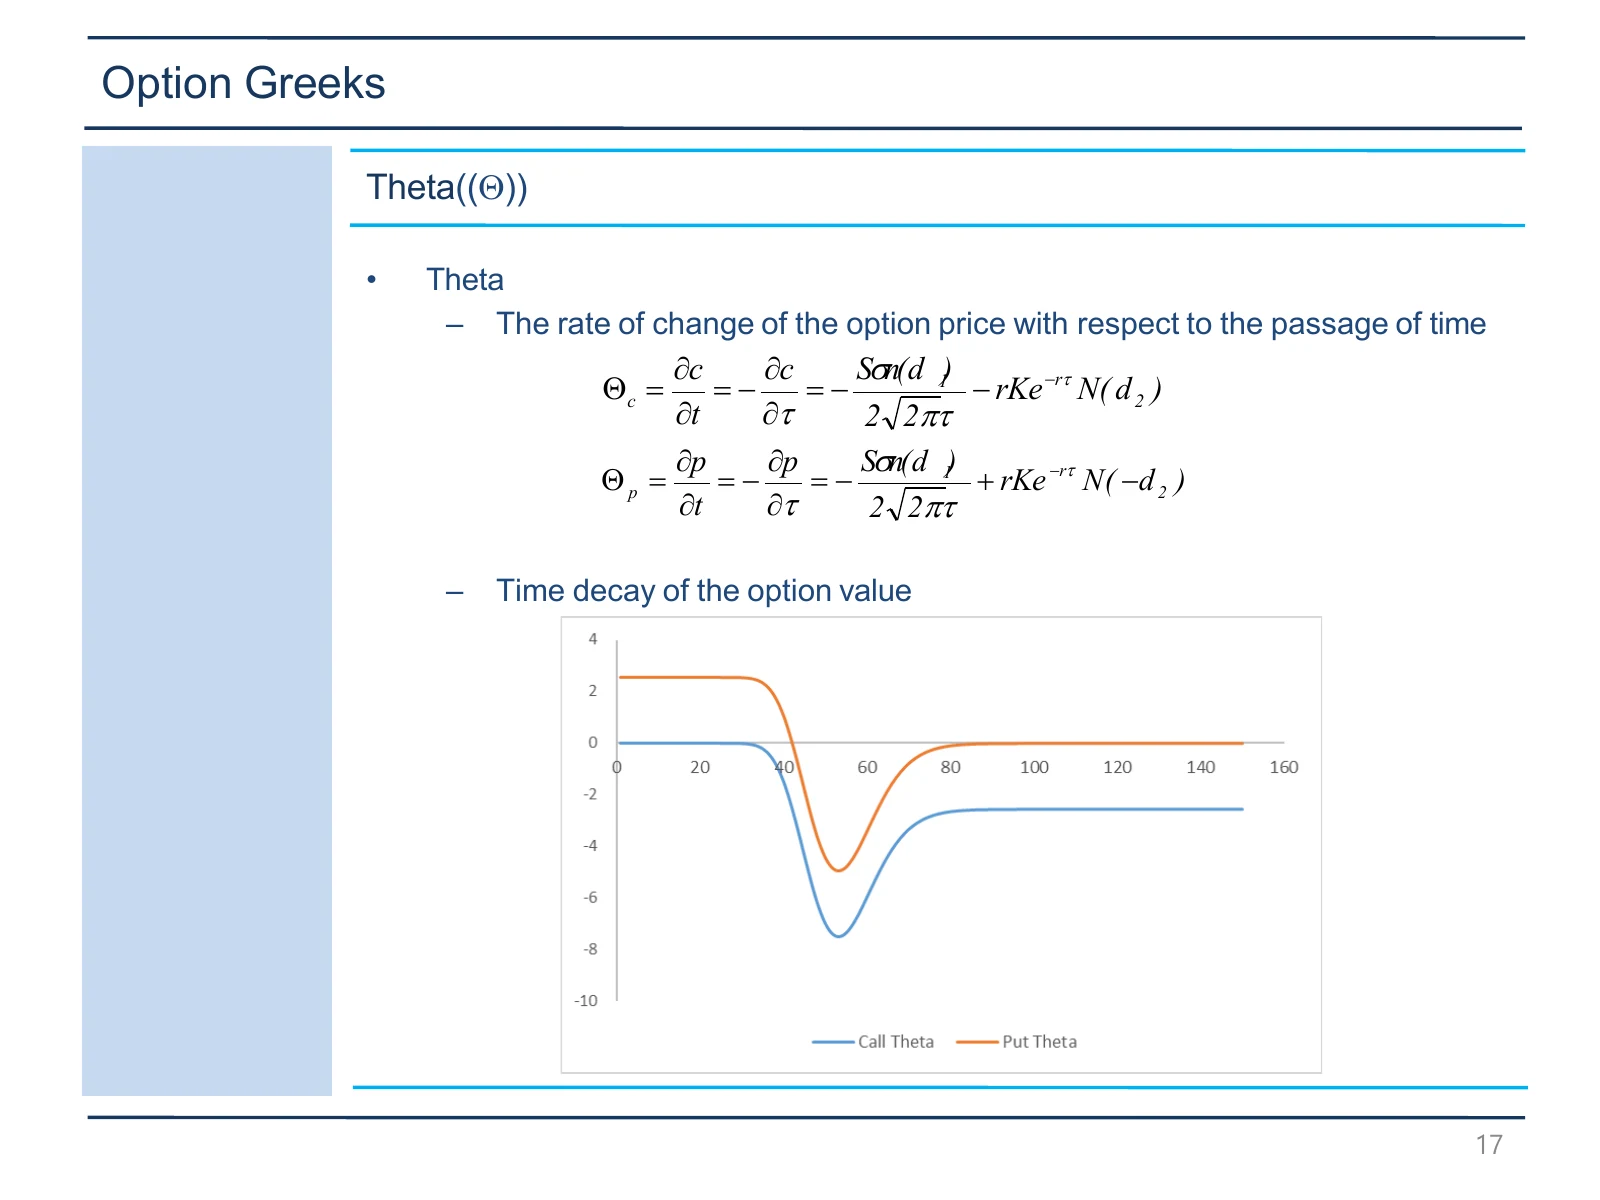 Option Greeks
Theta((Θ))
• Theta
– The rate of change of the option price with respect to the passage of time
Θc = ∂c/∂t = −∂c/∂τ = −Sσn(d1)/2√2πτ − rKe^−rτ N(d2)
Θp = ∂p/∂t = −∂p/∂τ = −Sσn(d1)/2√2πτ + rKe^−rτ N(−d2)
– Time decay of the option value
4
2
0
0 20 40 60 80 100 120 140 160
-2
-4
-6
-8
-10
Call Theta Put Theta
17